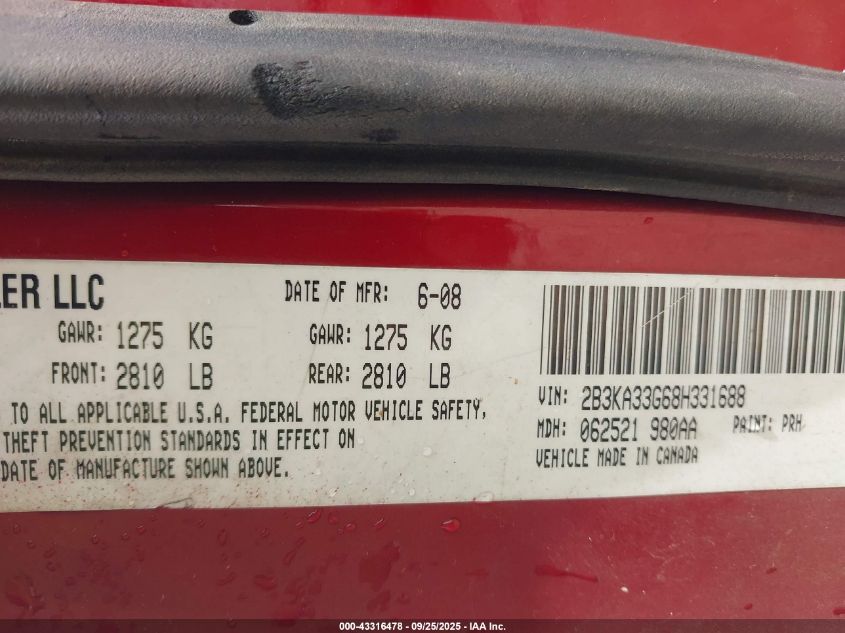 LER LLC
DATE OF MFR: 6-08
GAWR: 1275 KG GAWR: 1275 KG
FRONT: 2810 LB REAR: 2810 LB
TO ALL APPLICABLE U.S.A. FEDERAL MOTOR VEHICLE SAFETY,
THEFT PREVENTION STANDARDS IN EFFECT ON
DATE OF MANUFACTURE SHOWN ABOVE.
VIN: 2B3KA33G68H331688
MDH: 062521 980AA PAINT: PRH
VEHICLE MADE IN CANADA
000-43316478 - 09/25/2025 - IAA Inc.